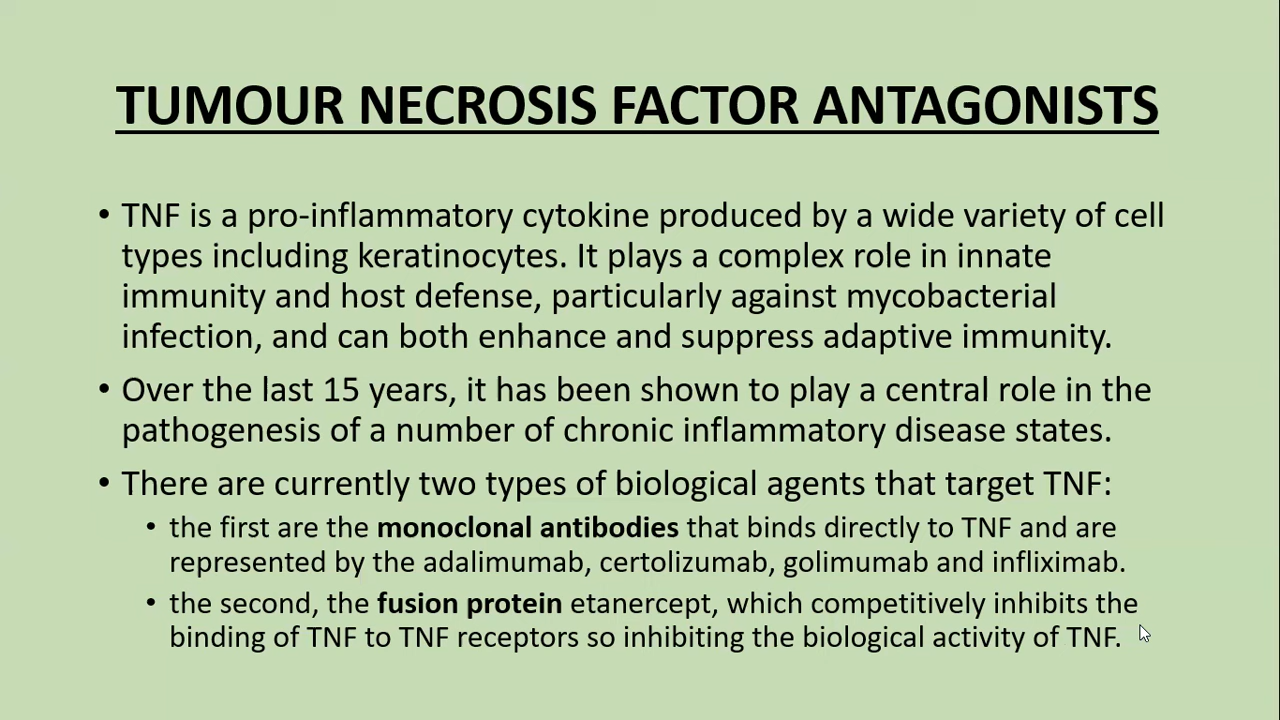 TUMOUR NECROSIS FACTOR ANTAGONISTS
• TNF is a pro-inflammatory cytokine produced by a wide variety of cell
types including keratinocytes. It plays a complex role in innate
immunity and host defense, particularly against mycobacterial
infection, and can both enhance and suppress adaptive immunity.
• Over the last 15 years, it has been shown to play a central role in the
pathogenesis of a number of chronic inflammatory disease states.
• There are currently two types of biological agents that target TNF:
• the first are the monoclonal antibodies that binds directly to TNF and are
represented by the adalimumab, certolizumab, golimumab and infliximab.
• the second, the fusion protein etanercept, which competitively inhibits the
binding of TNF to TNF receptors so inhibiting the biological activity of TNF.